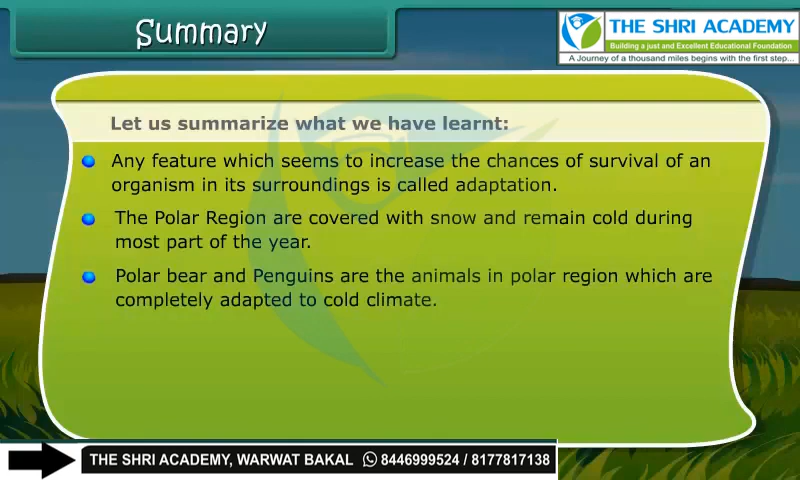 Summary
THE SHRI ACADEMY
Building a just and Excellent Educational Foundation
A Journey of a thousand miles begins with the first step...
Let us summarize what we have learnt:
Any feature which seems to increase the chances of survival of an
organism in its surroundings is called adaptation.
The Polar Region are covered with snow and remain cold during
most part of the year.
Polar bear and Penguins are the animals in polar region which are
completely adapted to cold climate.
THE SHRI ACADEMY, WARWAT BAKAL 8446999524 / 8177817138